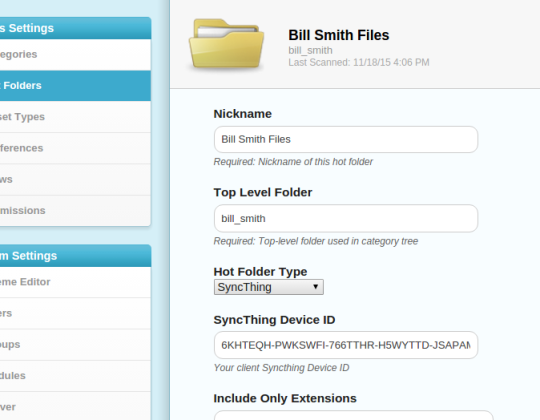 s Settings
egories
Folders
set Types
ferences
ws
missions
m Settings
eme Editor
ers
oups
dules
ver
Bill Smith Files
bill_smith
Last Scanned: 11/18/15 4:06 PM
Nickname
Bill Smith Files
Required: Nickname of this hot folder
Top Level Folder
bill_smith
Required: Top-level folder used in category tree
Hot Folder Type
SyncThing
SyncThing Device ID
6KHTEQH-PWKSWFI-766TTHR-H5WYTTD-JSAPAM
Your client Syncthing Device ID
Include Only Extensions